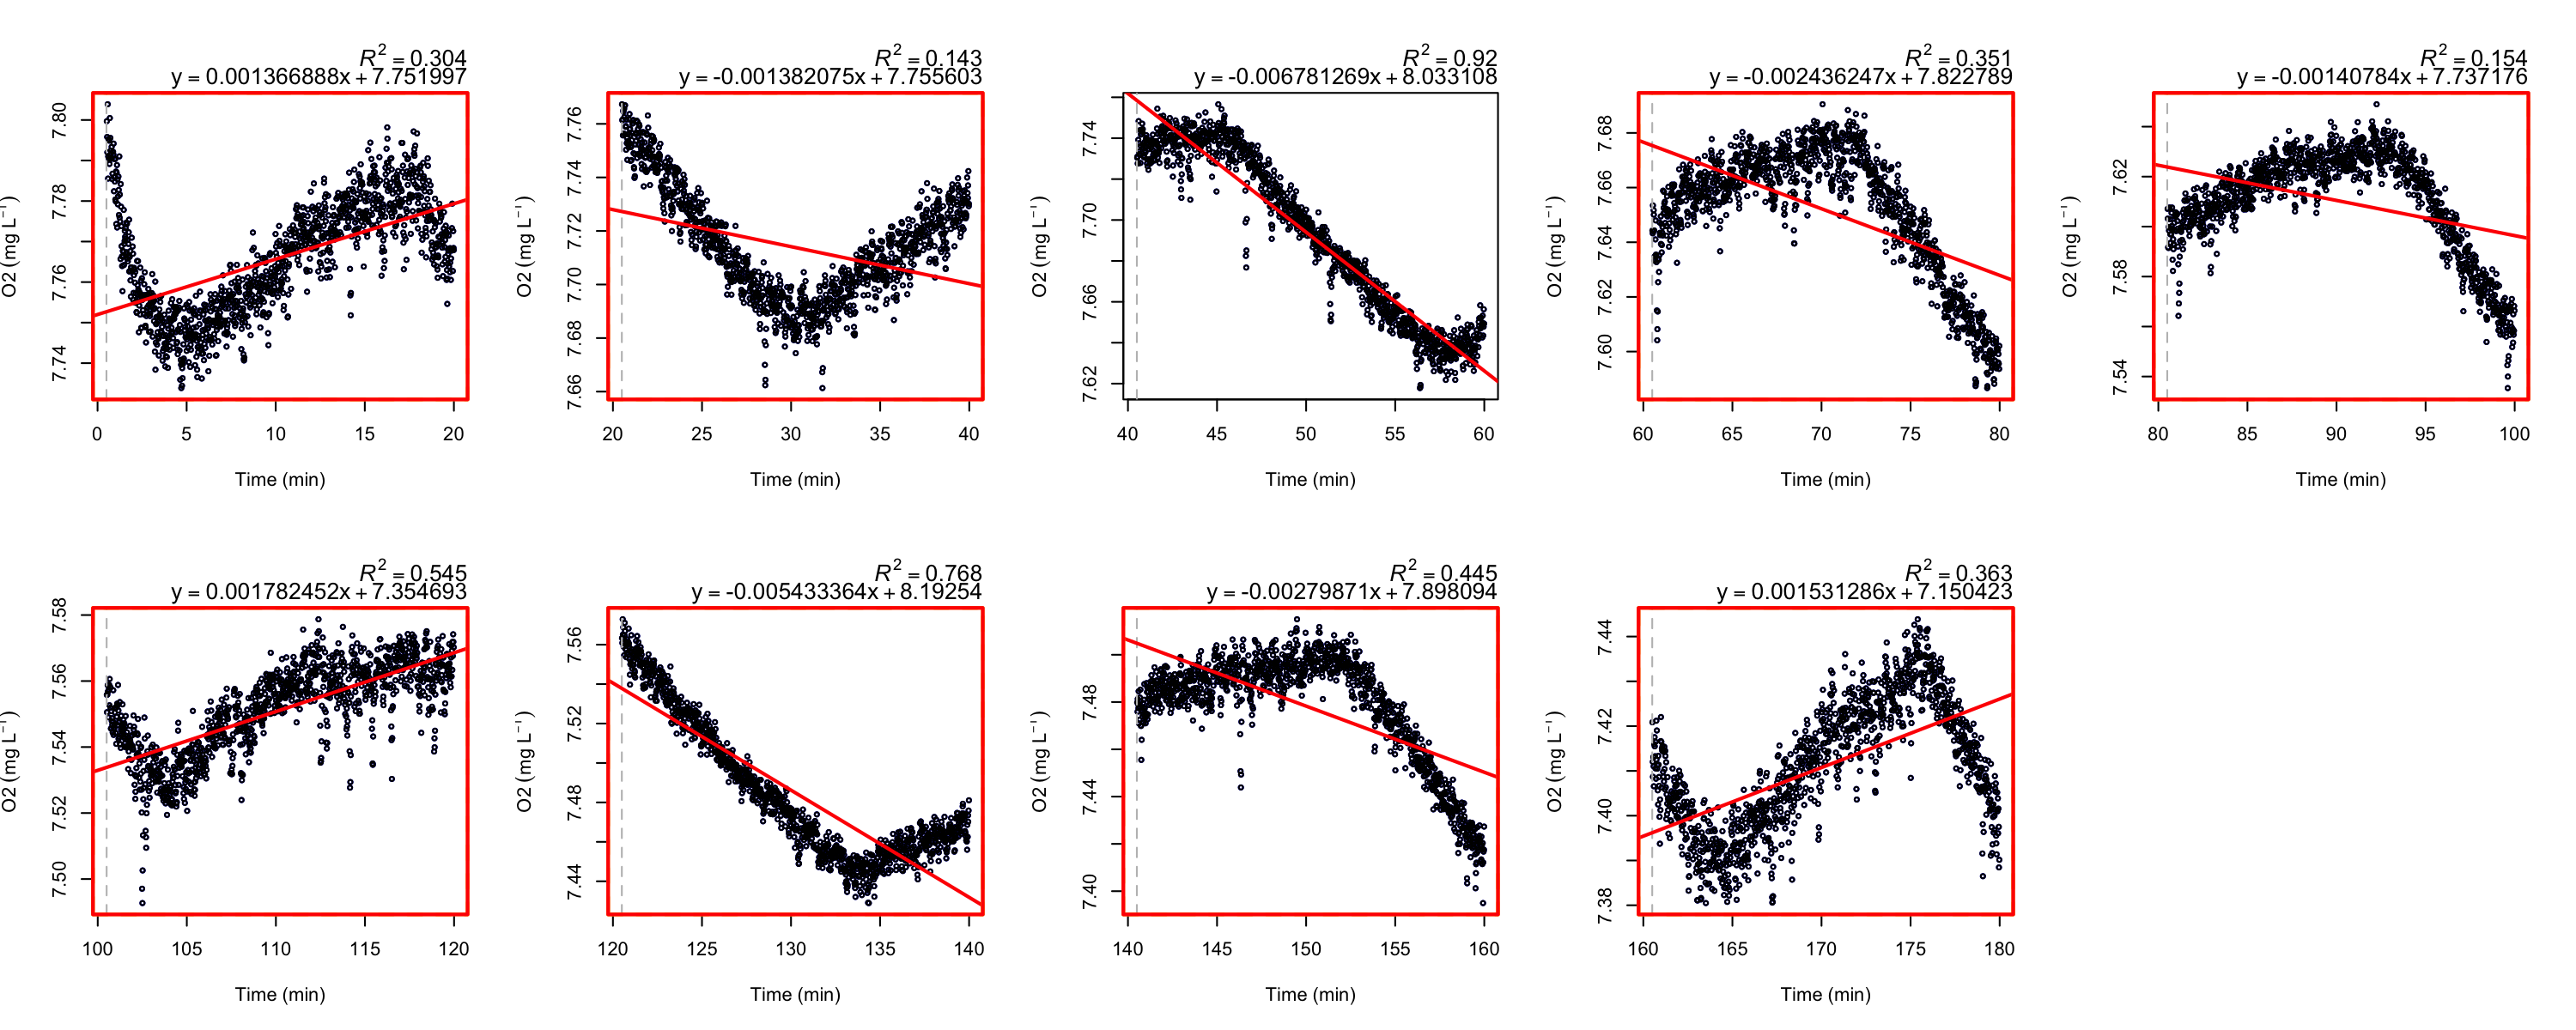 R² = 0.304
y = 0.001366888x + 7.751997
O2 (mg L⁻¹)
7.80
7.78
7.76
7.74
0 5 10 15 20
Time (min)
R² = 0.143
y = -0.001382075x + 7.755603
O2 (mg L⁻¹)
7.76
7.74
7.72
7.70
7.68
7.66
20 25 30 35 40
Time (min)
R² = 0.92
y = -0.006781269x + 8.033108
O2 (mg L⁻¹)
7.74
7.70
7.66
7.62
40 45 50 55 60
Time (min)
R² = 0.351
y = -0.002436247x + 7.822789
O2 (mg L⁻¹)
7.68
7.66
7.64
7.62
7.60
60 65 70 75 80
Time (min)
R² = 0.154
y = -0.00140784x + 7.737176
O2 (mg L⁻¹)
7.62
7.58
7.54
80 85 90 95 100
Time (min)
R² = 0.545
y = 0.001782452x + 7.354693
O2 (mg L⁻¹)
7.58
7.56
7.54
7.52
7.50
100 105 110 115 120
Time (min)
R² = 0.768
y = -0.005433364x + 8.19254
O2 (mg L⁻¹)
7.56
7.52
7.48
7.44
120 125 130 135 140
Time (min)
R² = 0.445
y = -0.00279871x + 7.898094
O2 (mg L⁻¹)
7.48
7.44
7.40
140 145 150 155 160
Time (min)
R² = 0.363
y = 0.001531286x + 7.150423
O2 (mg L⁻¹)
7.44
7.42
7.40
7.38
160 165 170 175 180
Time (min)